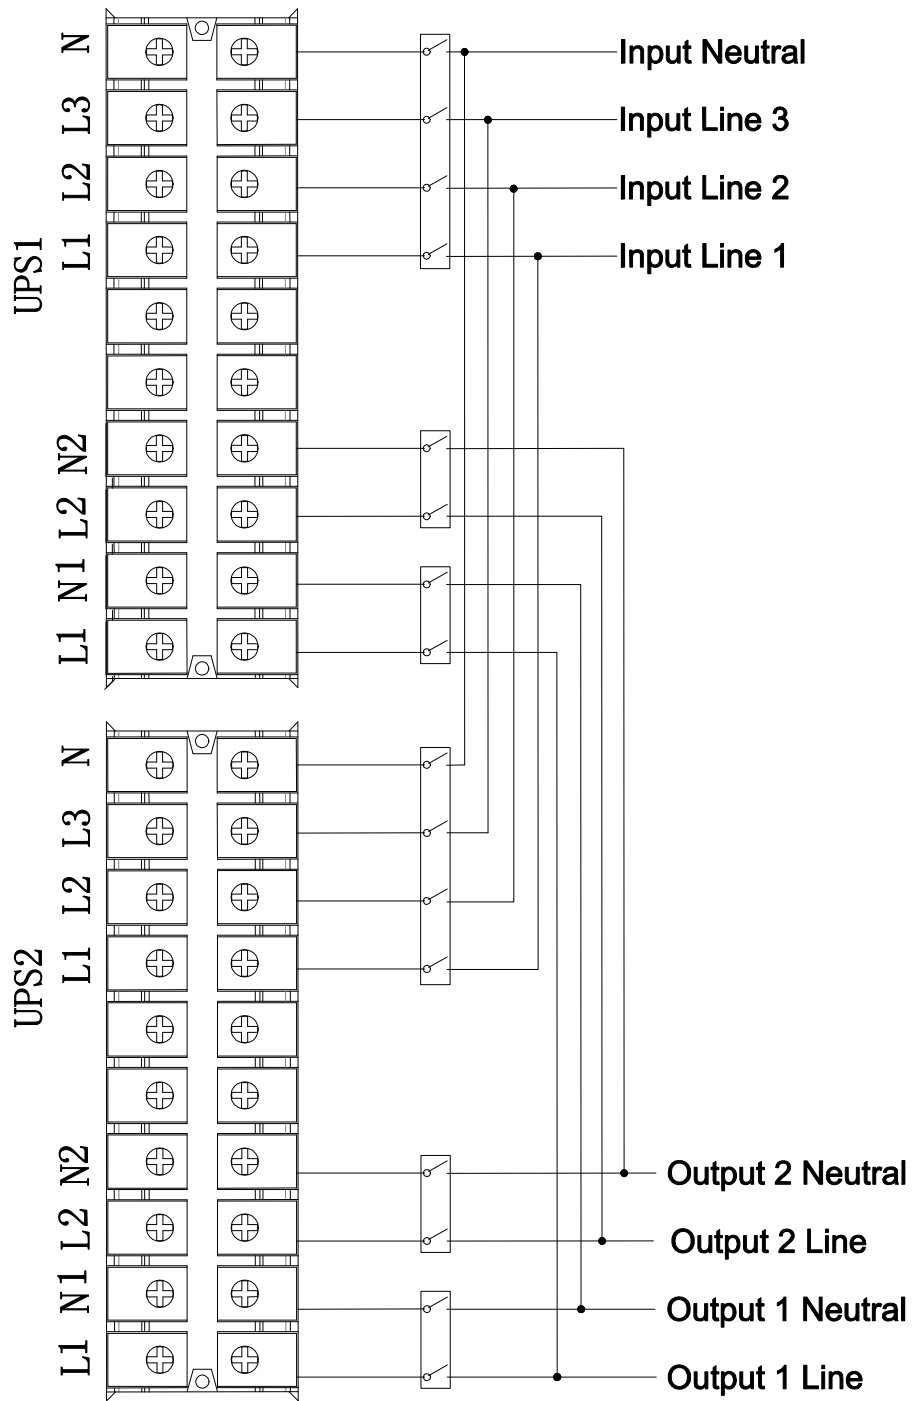 UPS1
N
L3
L2
L1
N2
L2
N1
L1
Input Neutral
Input Line 3
Input Line 2
Input Line 1
UPS2
N
L3
L2
L1
N2
L2
N1
L1
Output 2 Neutral
Output 2 Line
Output 1 Neutral
Output 1 Line